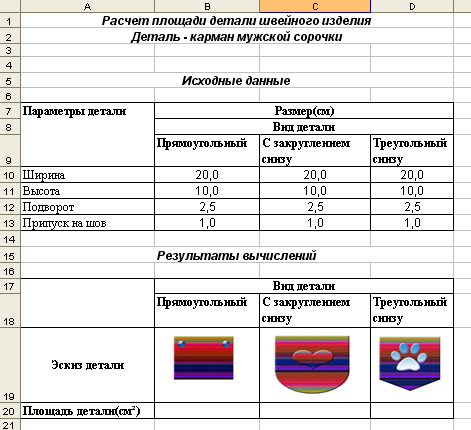 A B C D
1 Расчет площади детали швейного изделия
2 Деталь - карман мужской сорочки
3
4
5 Исходные данные
6
7 Параметры детали Размер(см)
8 Вид детали
9 Прямоугольный С закруглением снизу Треугольный снизу
10 Ширина 20,0 20,0 20,0
11 Высота 10,0 10,0 10,0
12 Подворот 2,5 2,5 2,5
13 Припуск на шов 1,0 1,0 1,0
14
15 Результаты вычислений
16
17 Вид детали
18 Прямоугольный С закруглением снизу Треугольный снизу
19 Эскиз детали
20 Площадь детали(см²)
21